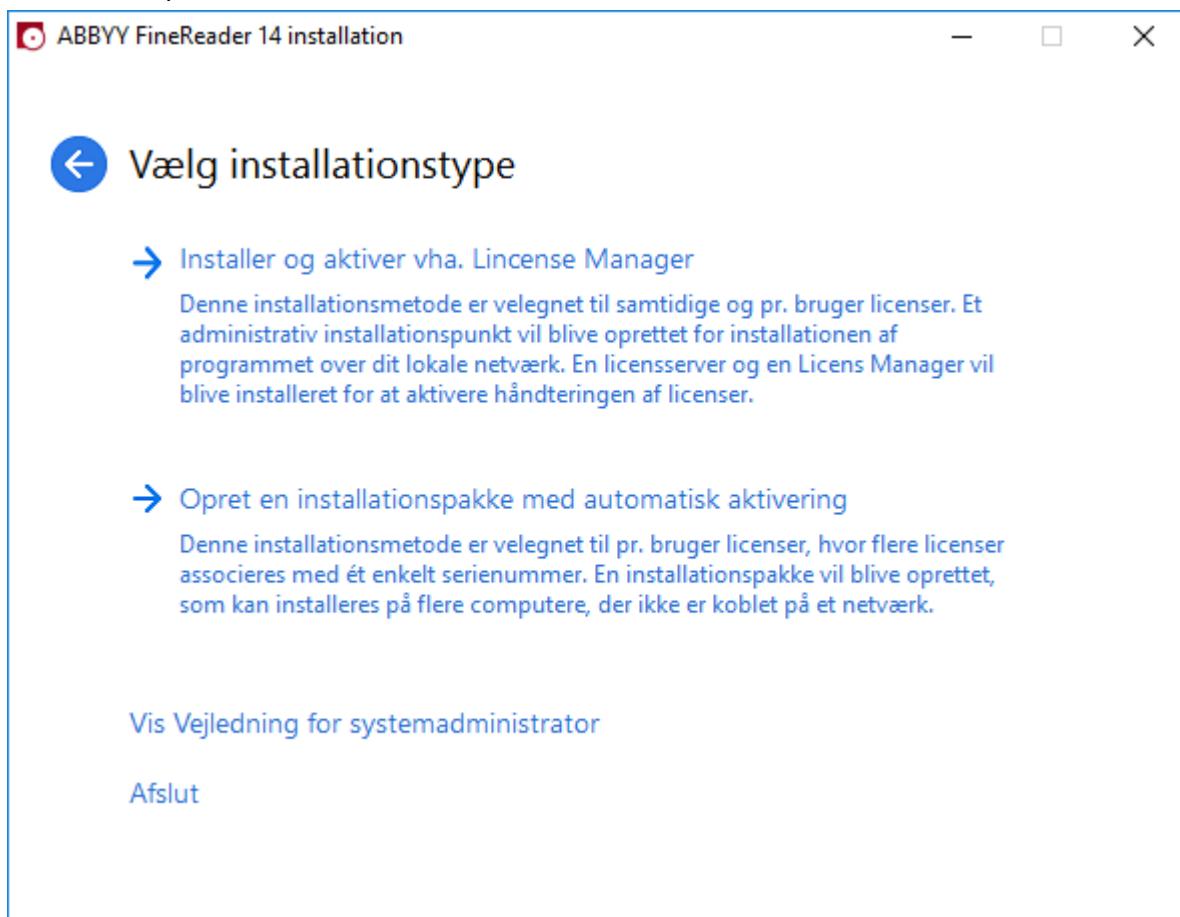 ABBYY FineReader 14 installation
Vælg installationstype
Installer og aktiver vha. Lincense Manager
Denne installationsmetode er velegnet til samtidige og pr. bruger licenser. Et
administrativ installationspunkt vil blive oprettet for installationen af
programmet over dit lokale netværk. En licensserver og en Licens Manager vil
blive installeret for at aktivere håndteringen af licenser.
Opret en installationspakke med automatisk aktivering
Denne installationsmetode er velegnet til pr. bruger licenser, hvor flere licenser
associeres med ét enkelt serienummer. En installationspakke vil blive oprettet,
som kan installeres på flere computere, der ikke er koblet på et netværk.
Vis Vejledning for systemadministrator
Afslut